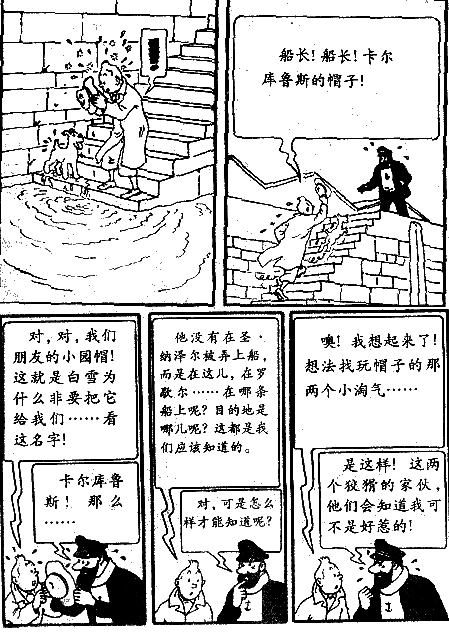 船长！船长！卡尔
库鲁斯的帽子！
对，对，我们
朋友的小园帽！
这就是白雪为
什么非要把它
给我们……看
这名字！
卡尔库鲁
斯！那么
……
他没有在圣·
纳泽尔被弄上船，
而是在这儿，在罗
歇尔……在哪条
船上呢？目的地是
哪儿呢？这都是我
们应该知道的。
对，可是怎么
样才能知道呢？
噢！我想起来了！
想法找玩帽子的那
两个小淘气……
是这样！这两
个狡猾的家伙，
他们会知道我可
不是好惹的！